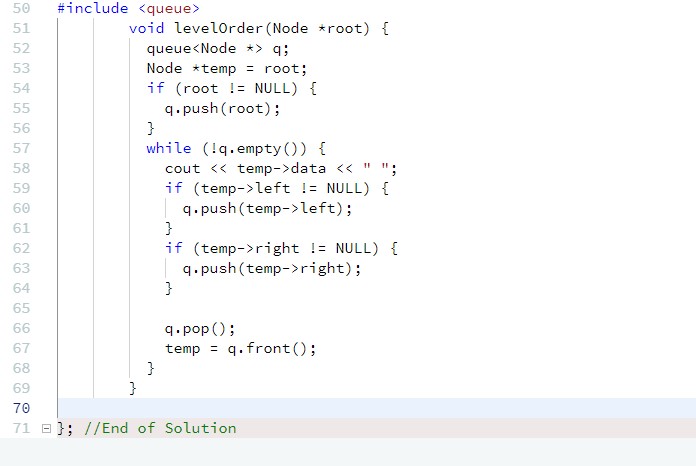 50 #include <queue>
51 void levelOrder(Node *root) {
52 queue<Node *> q;
53 Node *temp = root;
54 if (root != NULL) {
55 q.push(root);
56 }
57 while (!q.empty()) {
58 cout << temp->data << " ";
59 if (temp->left != NULL) {
60 q.push(temp->left);
61 }
62 if (temp->right != NULL) {
63 q.push(temp->right);
64 }
65
66 q.pop();
67 temp = q.front();
68 }
69 }
70
71 }; //End of Solution